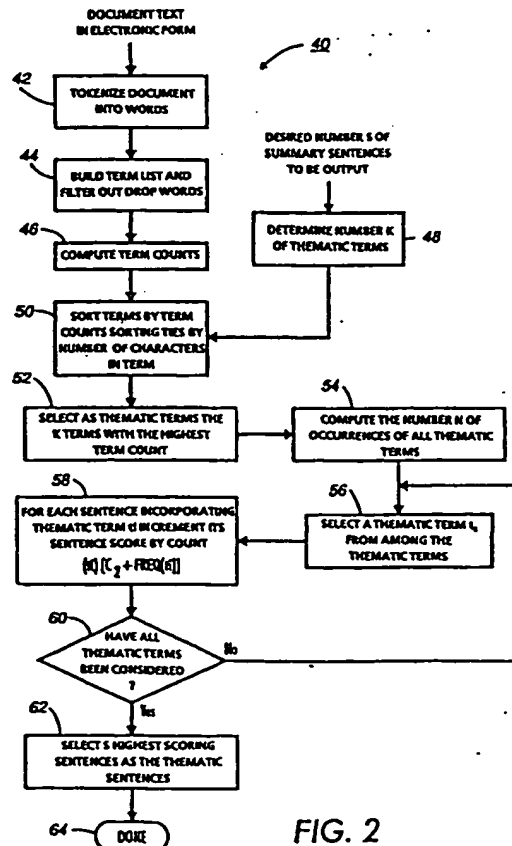 DOCUMENT TEXT
IN ELECTRONIC FORM
40
42
TOKENIZE DOCUMENT
INTO WORDS
44
BUILD TERM LIST AND
FILTER OUT DROP WORDS
46
COMPUTE TERM COUNTS
DESIRED NUMBER S OF
SUMMARY SENTENCES
TO BE OUTPUT
DETERMINE NUMBER K
OF THEMATIC TERMS
48
50
SORT TERMS BY TERM
COUNTS SORTING TIES BY
NUMBER OF CHARACTERS
IN TERM
52
SELECT AS THEMATIC TERMS THE
K TERMS WITH THE HIGHEST
TERM COUNT
54
COMPUTE THE NUMBER N OF
OCCURRENCES OF ALL THEMATIC
TERMS
56
SELECT A THEMATIC TERM tₛ
FROM AMONG THE
THEMATIC TERMS
58
FOR EACH SENTENCE INCORPORATING
THEMATIC TERM INCREMENT ITS
SENTENCE SCORE BY COUNT
[C₂ + FREQ
60
HAVE ALL
THEMATIC TERMS
BEEN CONSIDERED
?
No
Yes
62
SELECT S HIGHEST SCORING
SENTENCES AS THE THEMATIC
SENTENCES
64
DONE
FIG. 2